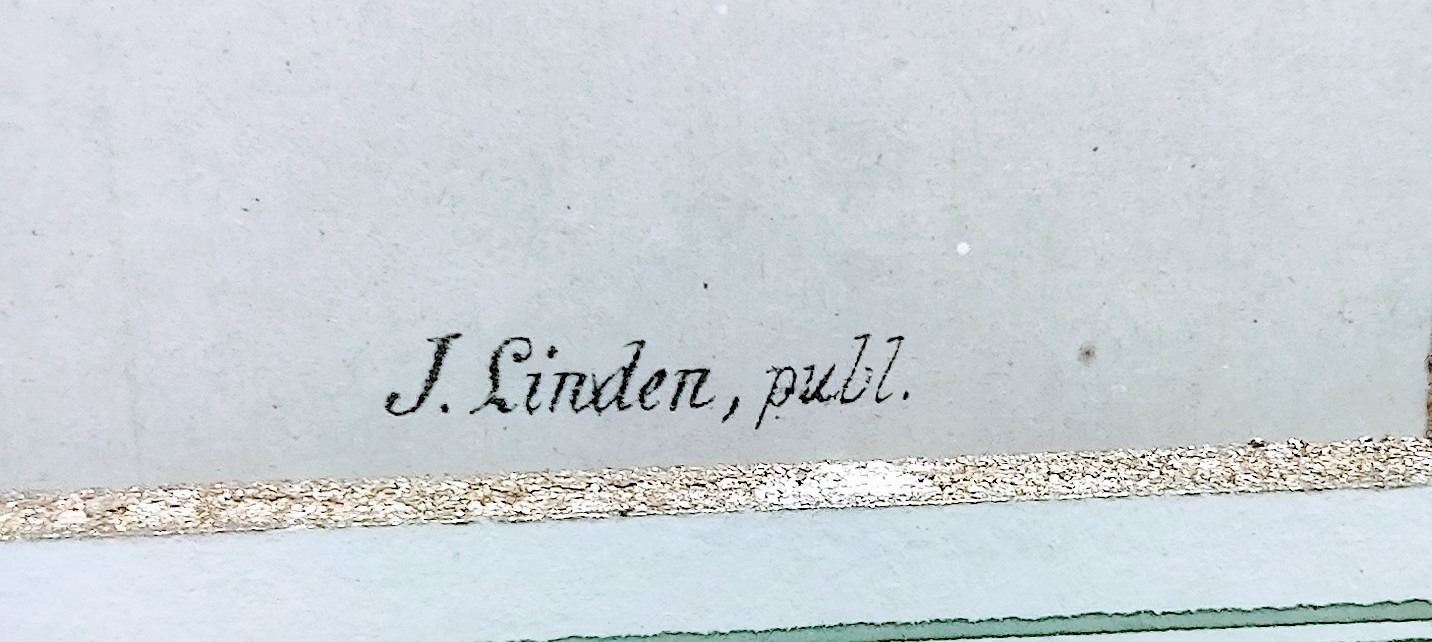 J. Linden, publ.